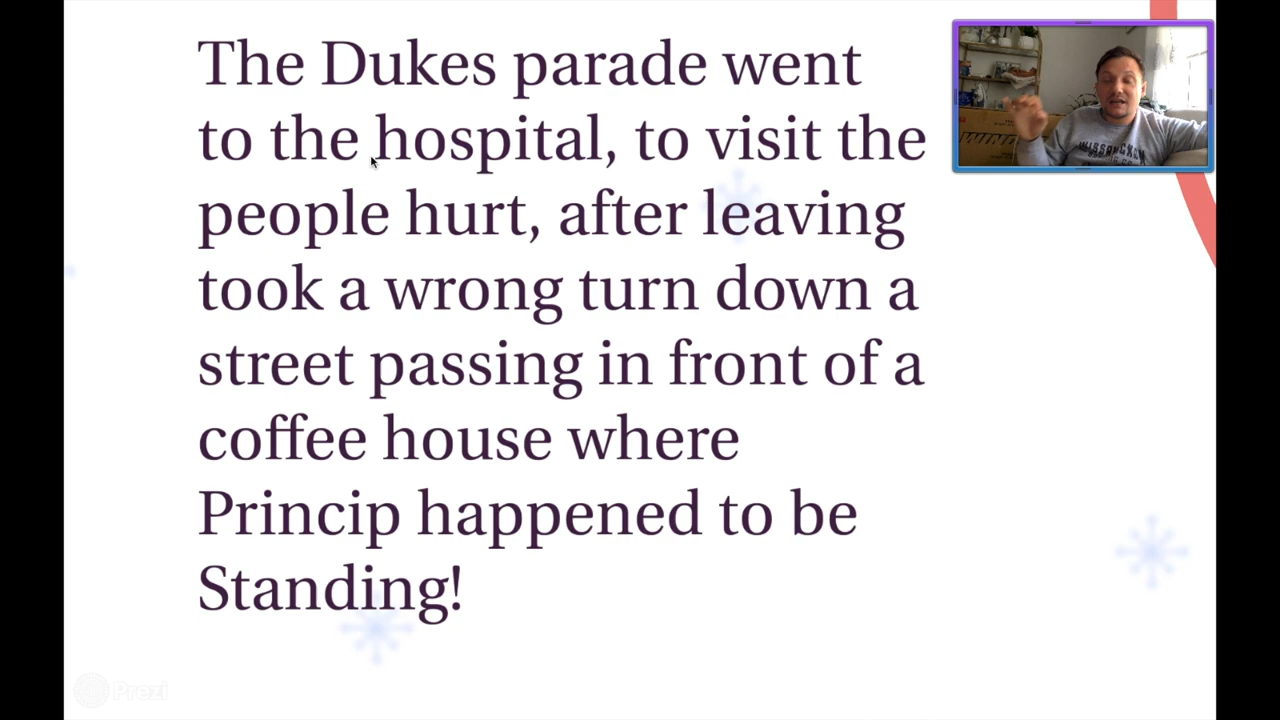 The Dukes parade went
to the hospital, to visit the
people hurt, after leaving
took a wrong turn down a
street passing in front of a
coffee house where
Princip happened to be
Standing!
Prezi